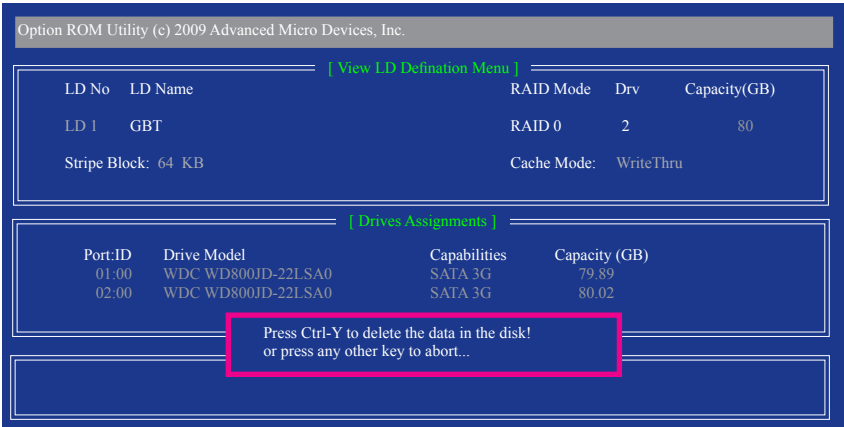 Option ROM Utility (c) 2009 Advanced Micro Devices, Inc.
[ View LD Defination Menu ]
LD No LD Name RAID Mode Drv Capacity(GB)
LD 1 GBT RAID 0 2 80
Stripe Block: 64 KB Cache Mode: WriteThru
[ Drives Assignments ]
Port:ID Drive Model Capabilities Capacity (GB)
01:00 WDC WD800JD-22LSA0 SATA 3G 79.89
02:00 WDC WD800JD-22LSA0 SATA 3G 80.02
Press Ctrl-Y to delete the data in the disk!
or press any other key to abort...